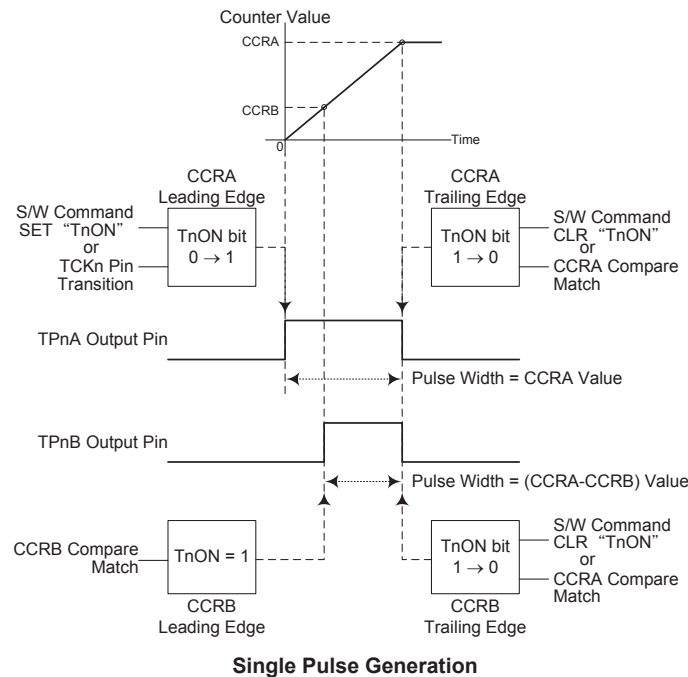 Counter Value
CCRA
CCRB
0
Time
CCRA
Leading Edge
S/W Command
SET “TnON”
or
TCKn Pin
Transition
TnON bit
0 → 1
CCRA
Trailing Edge
TnON bit
1 → 0
S/W Command
CLR “TnON”
or
CCRA Compare
Match
TPnA Output Pin
Pulse Width = CCRA Value
TPnB Output Pin
Pulse Width = (CCRA-CCRB) Value
CCRB Compare
Match
TnON = 1
CCRB
Leading Edge
TnON bit
1 → 0
CCRB
Trailing Edge
S/W Command
CLR “TnON”
or
CCRA Compare
Match
Single Pulse Generation